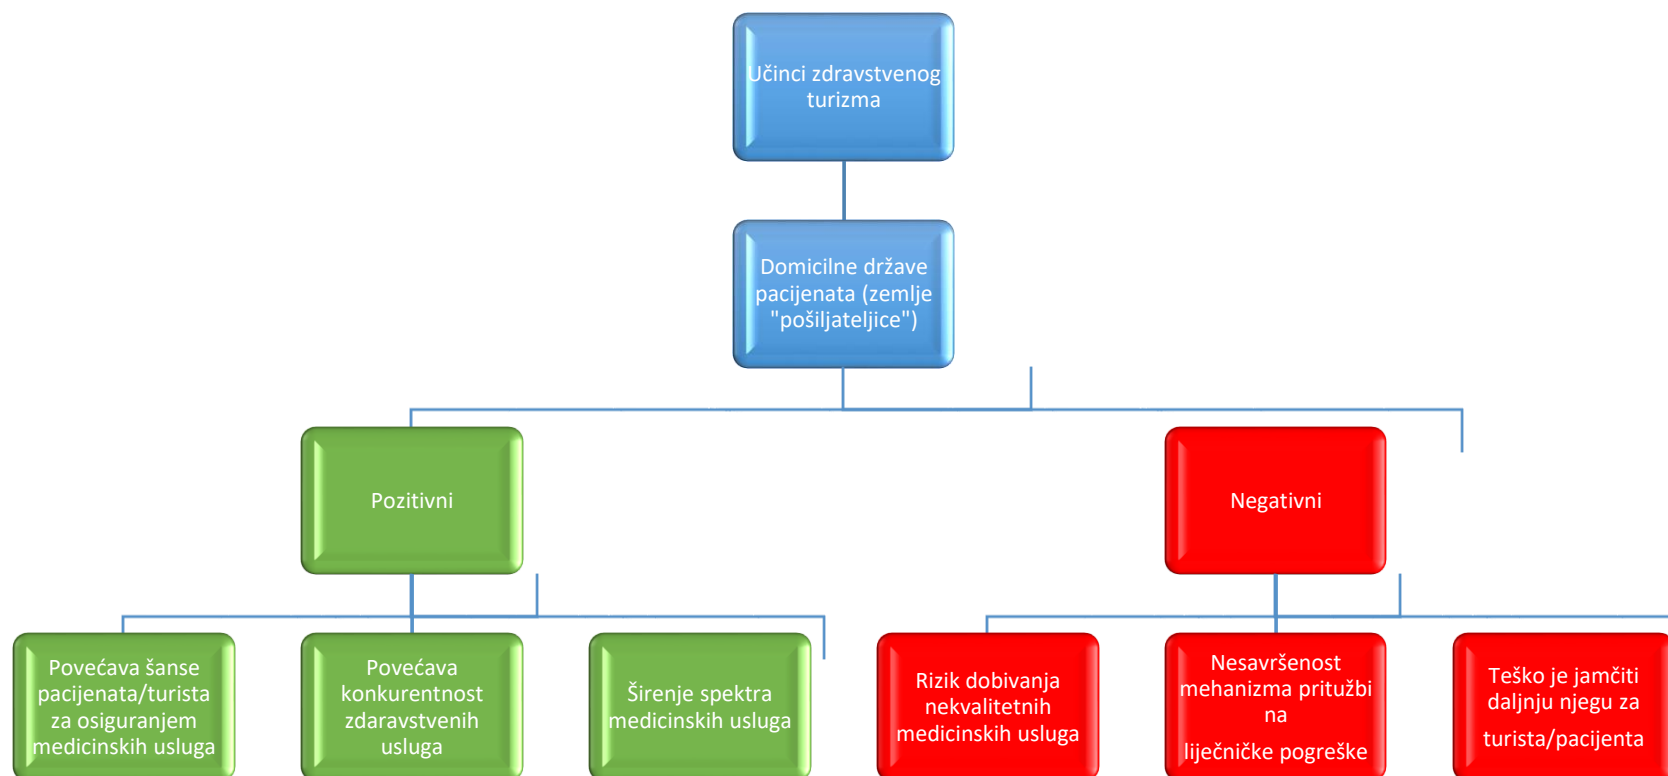 Učinci zdravstvenog
turizma
Domicilne države
pacijenata (zemlje
"pošiljateljice")
Pozitivni
Negativni
Povećava šanse
pacijenata/turista
za osiguranjem
medicinskih usluga
Povećava
konkurentnost
zdaravstvenih
usluga
Širenje spektra
medicinskih usluga
Rizik dobivanja
nekvalitetnih
medicinskih usluga
Nesavršenost
mehanizma pritužbi
na
liječničke pogreške
Teško je jamčiti
daljnju njegu za
turista/pacijenta